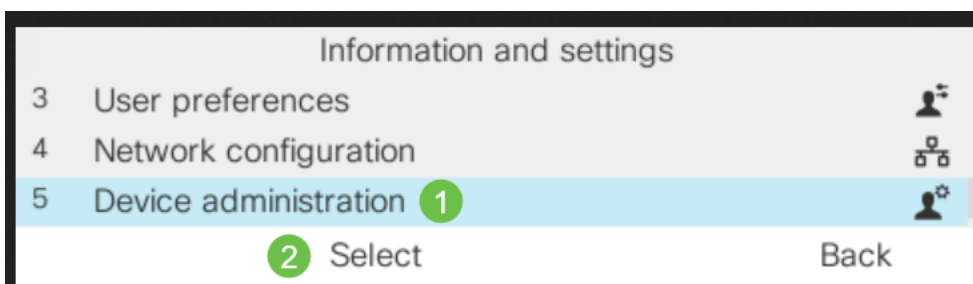 Information and settings
3 User preferences
4 Network configuration
5 Device administration 1
2 Select Back